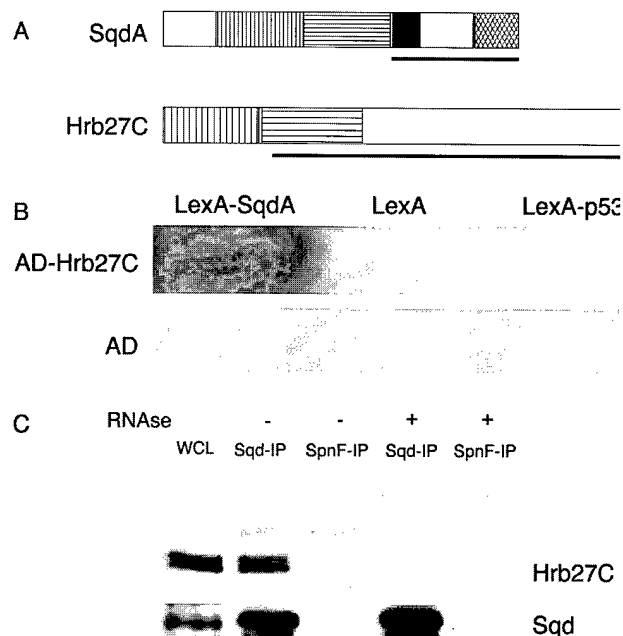 A SqdA
Hrb27C
B LexA-SqdA LexA LexA-p53
AD-Hrb27C
AD
C RNAse - - + +
WCL Sqd-IP SpnF-IP Sqd-IP SpnF-IP
Hrb27C
Sqd